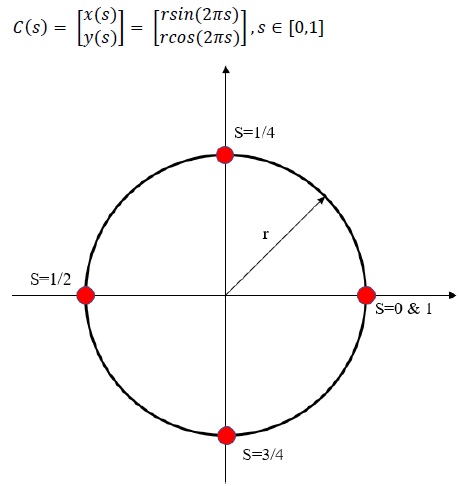 C(s) = [x(s) y(s)] = [rsin(2πs) rcos(2πs)], s ∈ [0,1]
S=1/4
r
S=1/2
S=0 & 1
S=3/4